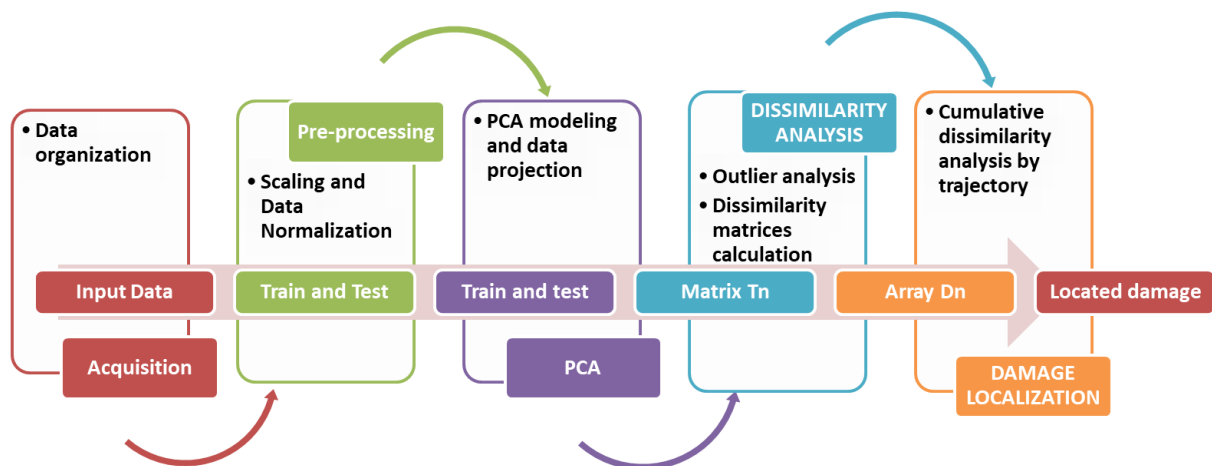 • Data
organization
Input Data
Acquisition
Pre-processing
• Scaling and
Data
Normalization
Train and Test
• PCA modeling
and data
projection
Train and test
PCA
DISSIMILARITY
ANALYSIS
• Outlier analysis
• Dissimilarity
matrices
calculation
Matrix Tn
• Cumulative
dissimilarity
analysis by
trajectory
Array Dn
DAMAGE
LOCALIZATION
Located damage